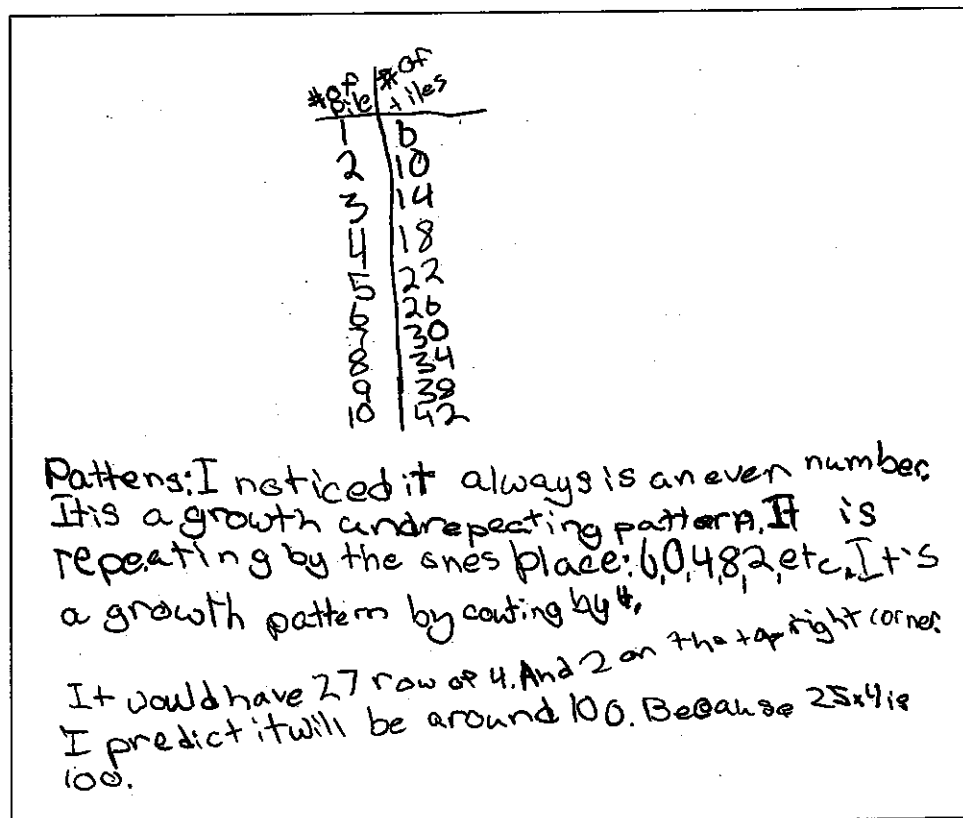 # of Pile | # of tiles
1 | 6
2 | 10
3 | 14
4 | 18
5 | 22
6 | 26
7 | 30
8 | 34
9 | 38
10 | 42
Pattens: I noticed it always is an even number.
It is a growth and repeating pattern. It is
repeating by the ones place: 6,0,4,8,2, etc. It's
a growth pattern by couting by 4.
It would have 27 row of 4. And 2 on the top right corner.
I predict it will be around 100. Because 25x4 is
100.